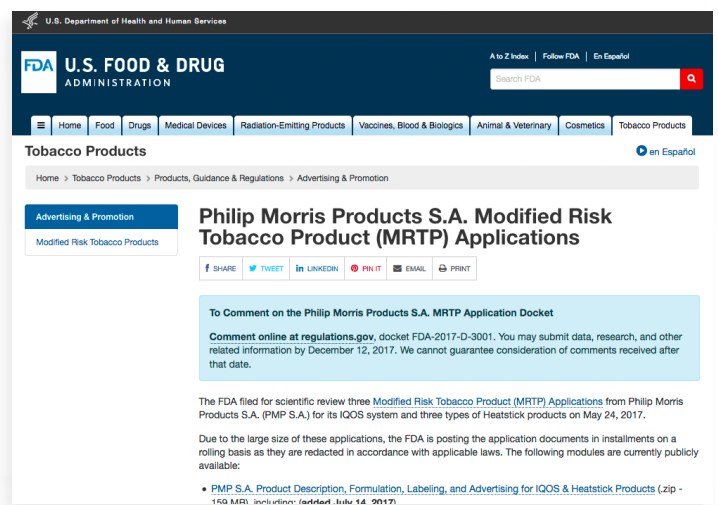 U.S. Department of Health and Human Services
FDA U.S. FOOD & DRUG
ADMINISTRATION
A to Z Index | Follow FDA | En Español
Search FDA
Home Food Drugs Medical Devices Radiation-Emitting Products Vaccines, Blood & Biologics Animal & Veterinary Cosmetics Tobacco Products
Tobacco Products
en Español
Home > Tobacco Products > Products, Guidance & Regulations > Advertising & Promotion
Advertising & Promotion
Modified Risk Tobacco Products
Philip Morris Products S.A. Modified Risk
Tobacco Product (MRTP) Applications
f SHARE TWEET in LINKEDIN PIN IT EMAIL PRINT
To Comment on the Philip Morris Products S.A. MRTP Application Docket
Comment online at regulations.gov, docket FDA-2017-D-3001. You may submit data, research, and other
related information by December 12, 2017. We cannot guarantee consideration of comments received after
that date.
The FDA filed for scientific review three Modified Risk Tobacco Product (MRTP) Applications from Philip Morris
Products S.A. (PMP S.A.) for its IQOS system and three types of Heatstick products on May 24, 2017.
Due to the large size of these applications, the FDA is posting the application documents in installments on a
rolling basis as they are redacted in accordance with applicable laws. The following modules are currently publicly
available:
• PMP S.A. Product Description, Formulation, Labeling, and Advertising for IQOS & Heatstick Products (.zip -
159 MB), including: (added July 14, 2017)